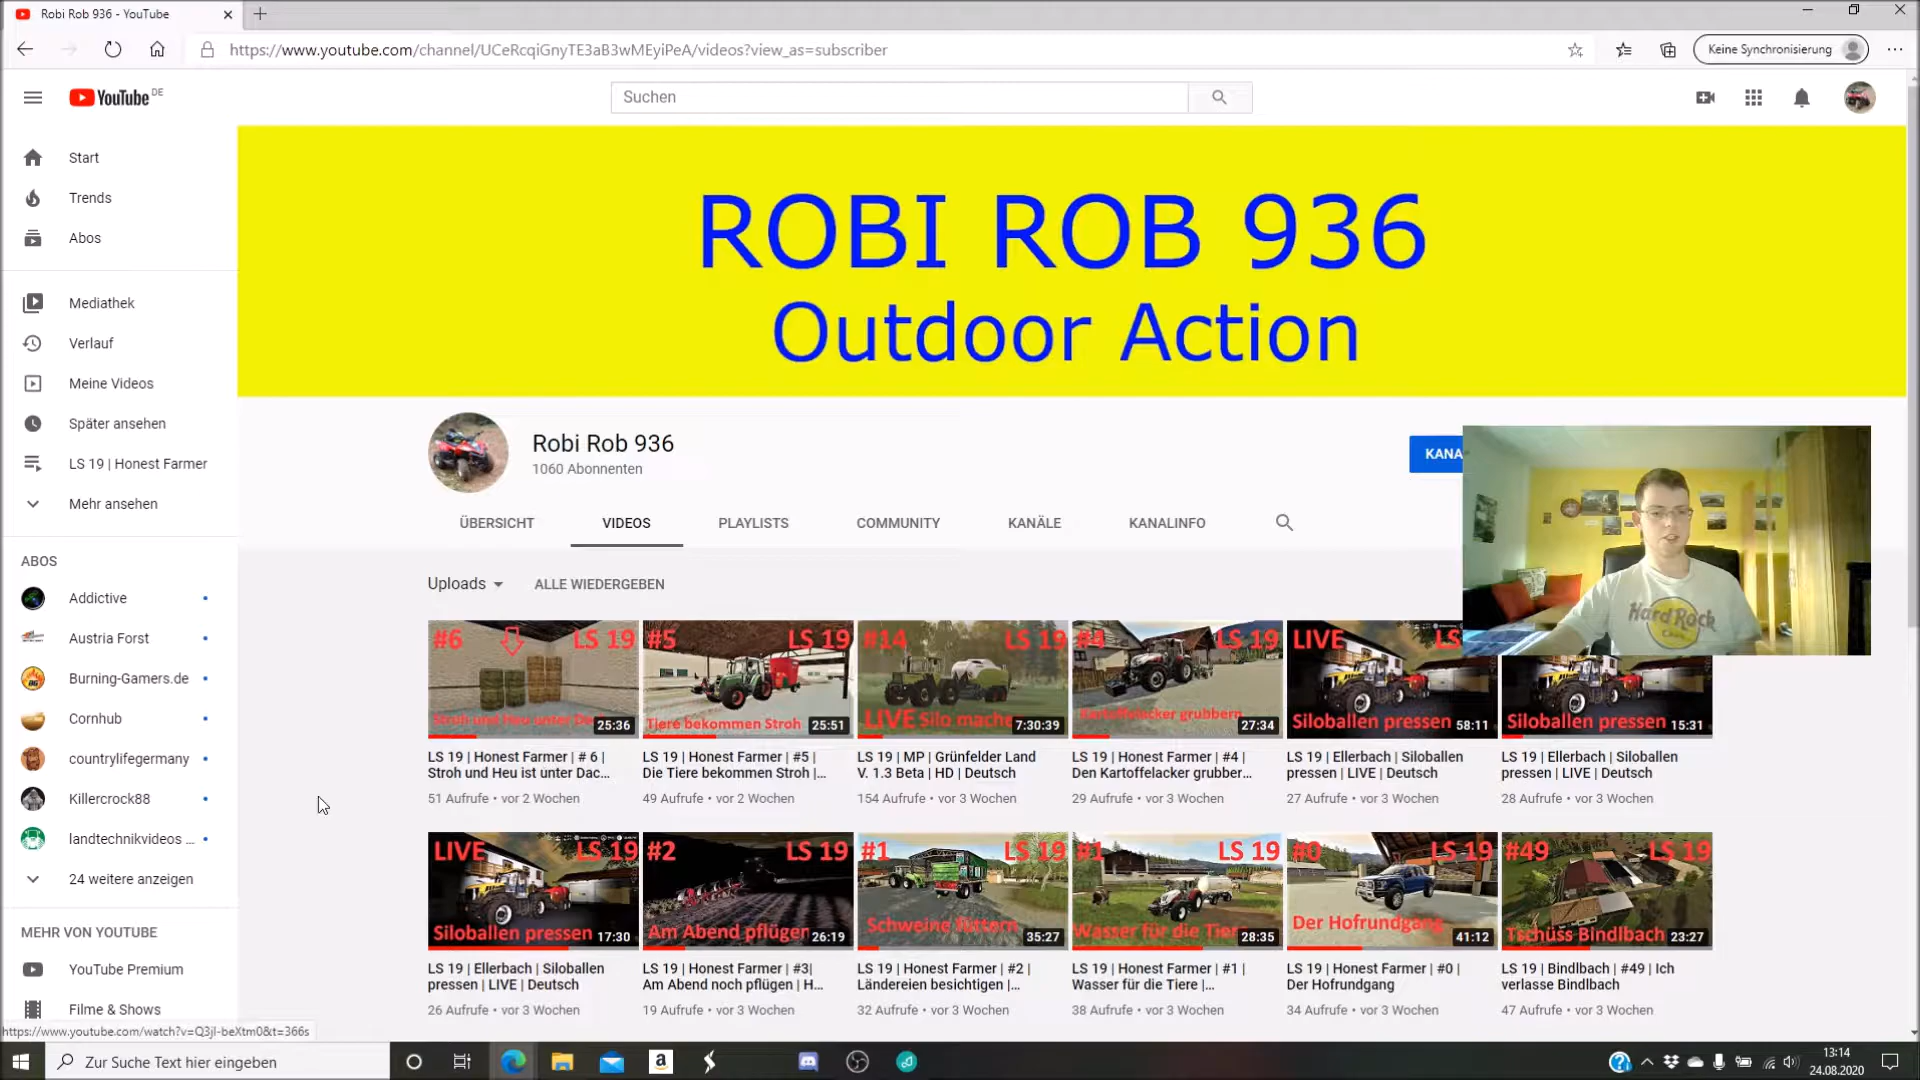 Robi Rob 936 - YouTube
https://www.youtube.com/channel/UCeRcqiGnyTE3aB3wMEyiPeA/videos?view_as=subscriber
Keine Synchronisierung
YouTube DE
Suchen
Start
Trends
Abos
Mediathek
Verlauf
Meine Videos
Später ansehen
LS 19 | Honest Farmer
Mehr ansehen
ABOS
Addictive
Austria Forst
Burning-Gamers.de
Cornhub
countrylifegermany
Killercrock88
landtechnikvideos ...
24 weitere anzeigen
MEHR VON YOUTUBE
YouTube Premium
Filme & Shows
https://www.youtube.com/watch?v=Q3jl-beXtm0&t=366s
ROBI ROB 936
Outdoor Action
Robi Rob 936
1060 Abonnenten
KANA
Hard Rock
ÜBERSICHT VIDEOS PLAYLISTS COMMUNITY KANÄLE KANALINFO
Uploads ALLE WIEDERGEBEN
#6 LS 19
25:36
LS 19 | Honest Farmer | # 6 |
Stroh und Heu ist unter Dac...
51 Aufrufe • vor 2 Wochen
#5 LS 19
Tiere bekommen Stroh 25:51
LS 19 | Honest Farmer | #5 |
Die Tiere bekommen Stroh |...
49 Aufrufe • vor 2 Wochen
#14 LS 19
LIVE Silo mache 7:30:39
LS 19 | MP | Grünfelder Land
V. 1.3 Beta | HD | Deutsch
154 Aufrufe • vor 3 Wochen
#4 LS 19
Kartoffelacker grubbern 27:34
LS 19 | Honest Farmer | #4 |
Den Kartoffelacker grubber...
29 Aufrufe • vor 3 Wochen
LIVE LS
Siloballen pressen 58:11
LS 19 | Ellerbach | Siloballen
pressen | LIVE | Deutsch
27 Aufrufe • vor 3 Wochen
Siloballen pressen 15:31
LS 19 | Ellerbach | Siloballen
pressen | LIVE | Deutsch
28 Aufrufe • vor 3 Wochen
LIVE LS 19
Siloballen pressen 17:30
LS 19 | Ellerbach | Siloballen
pressen | LIVE | Deutsch
26 Aufrufe • vor 3 Wochen
#2 LS 19
Am Abend pflügen 26:19
LS 19 | Honest Farmer | #3|
Am Abend noch pflügen | H...
19 Aufrufe • vor 3 Wochen
#1 LS 19
Schweine füttern 35:27
LS 19 | Honest Farmer | #2 |
Ländereien besichtigen |...
32 Aufrufe • vor 3 Wochen
#1 LS 19
Wasser für die Tier 28:35
LS 19 | Honest Farmer | #1 |
Wasser für die Tiere |...
38 Aufrufe • vor 3 Wochen
#0 LS 19
Der Hofrundgang 41:12
LS 19 | Honest Farmer | #0 |
Der Hofrundgang
34 Aufrufe • vor 3 Wochen
#49 LS 19
Tschüss Bindlbach 23:27
LS 19 | Bindlbach | #49 | Ich
verlasse Bindlbach
47 Aufrufe • vor 3 Wochen
Zur Suche Text hier eingeben
13:14
24.08.2020